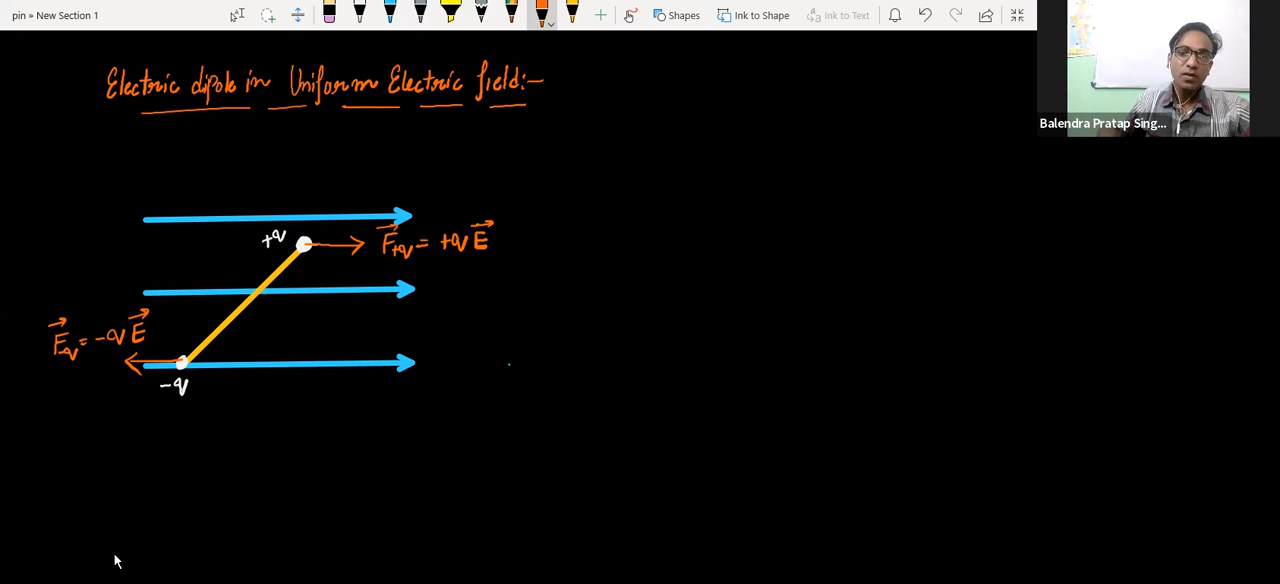 pin » New Section 1
Shapes
Ink to Shape
Ink to Text
Balendra Pratap Sing...
Electric dipole in Uniform Electric field:-
+q
F+q = +qE
F-q = -qE
-q